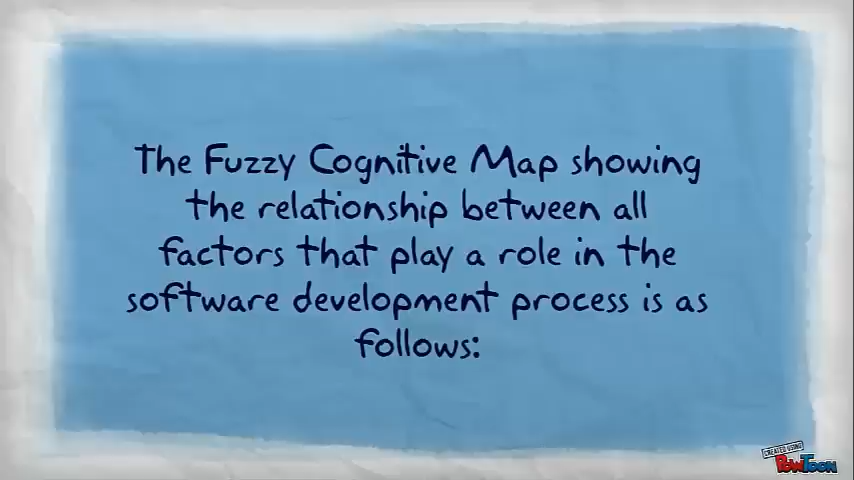 The Fuzzy Cognitive Map showing
the relationship between all
factors that play a role in the
software development process is as
follows:
CREATED USING
POWTOON